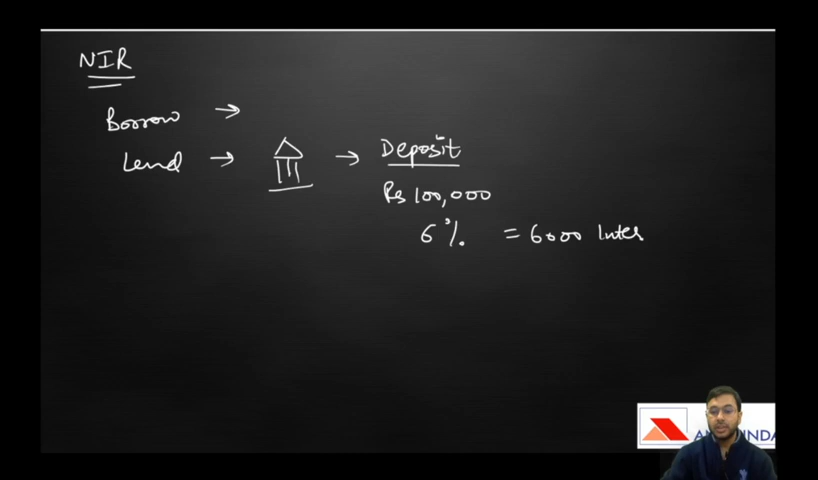 NIR
Borrow →
Lend → → Deposit
Rs 100,000
6% = 6000 Inter